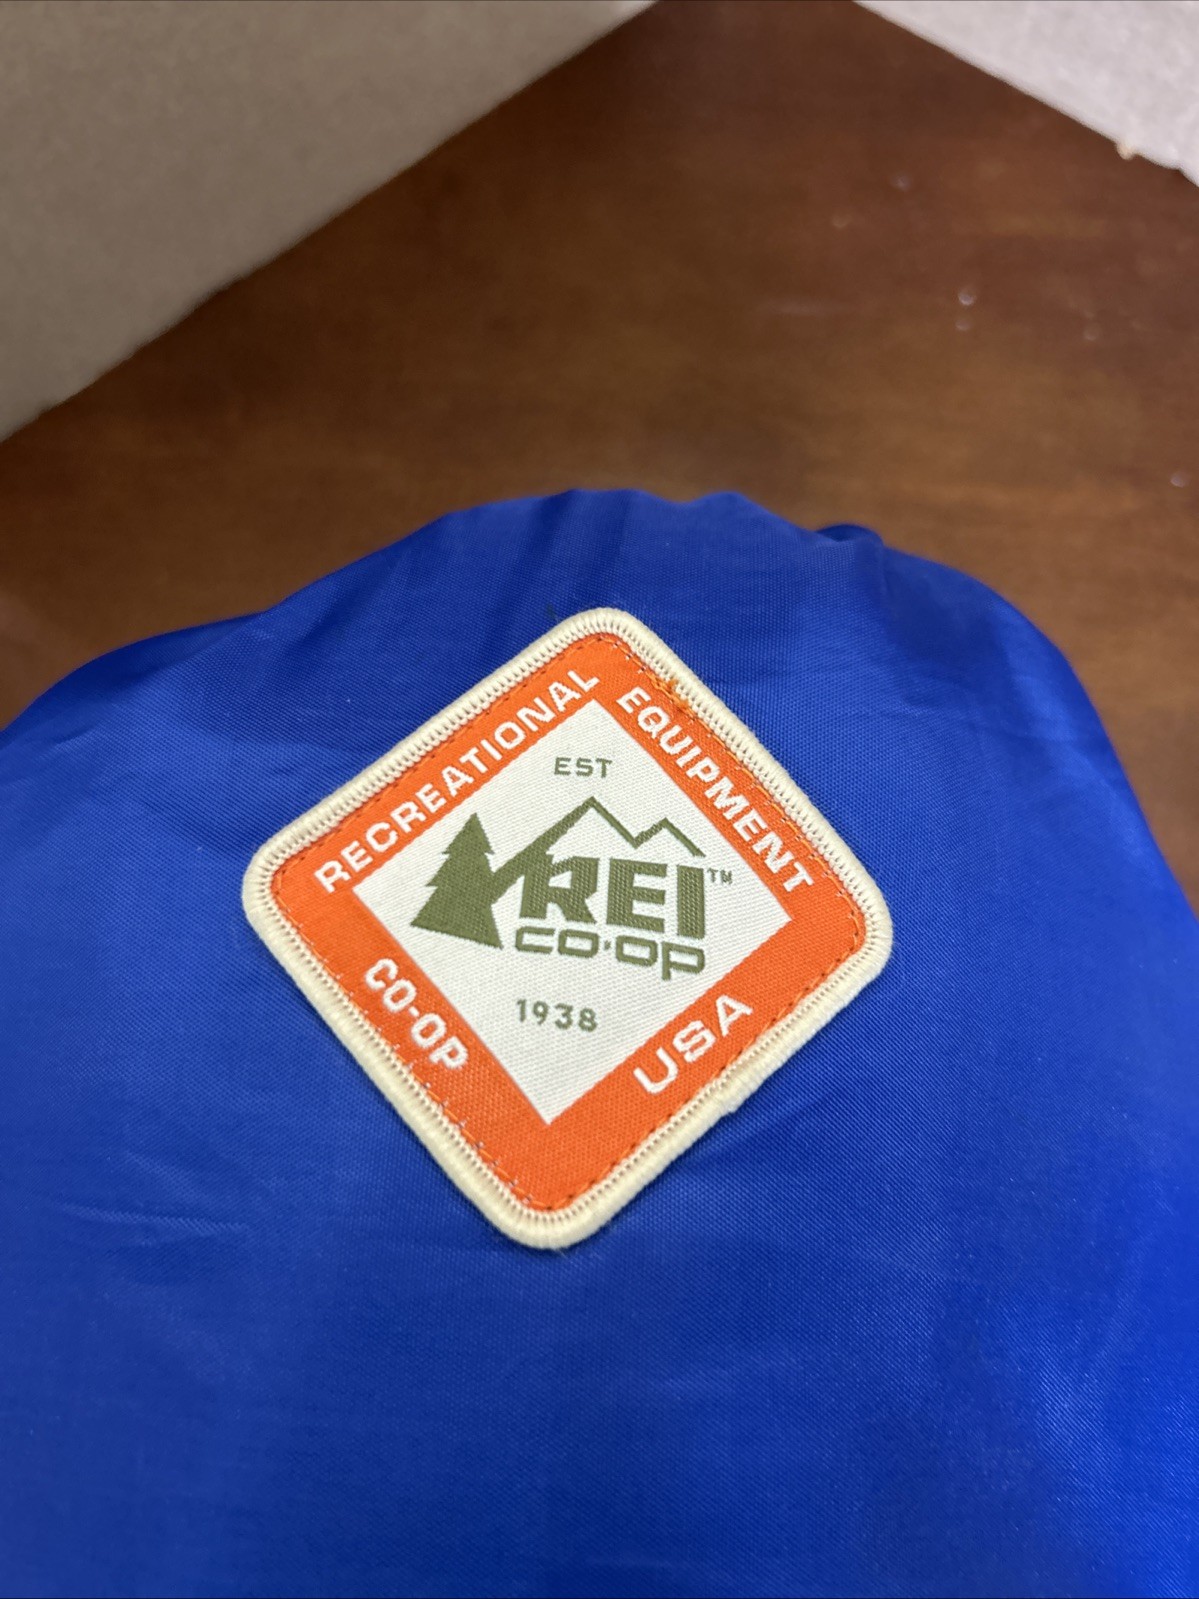 RECREATIONAL
EQUIPMENT
EST
REI™
CO·OP
1938
CO-OP
USA